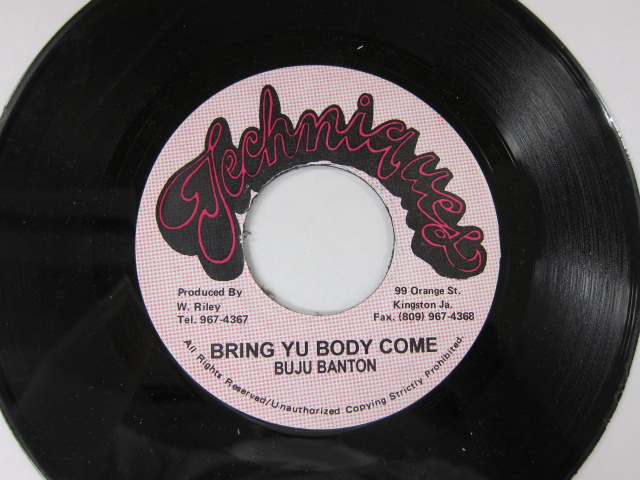 Techniques
Produced By
W. Riley
Tel. 967-4367
99 Orange St.
Kingston Ja.
Fax. (809) 967-4368
BRING YU BODY COME
BUJU BANTON
All Rights Reserved/Unauthorized Copying Strictly Prohibited.